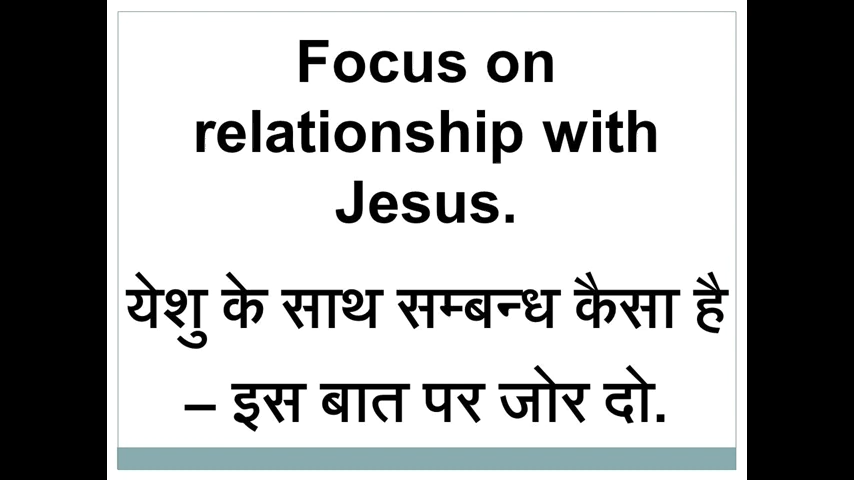 Focus on
relationship with
Jesus.
येशु के साथ सम्बन्ध कैसा है
– इस बात पर जोर दो.